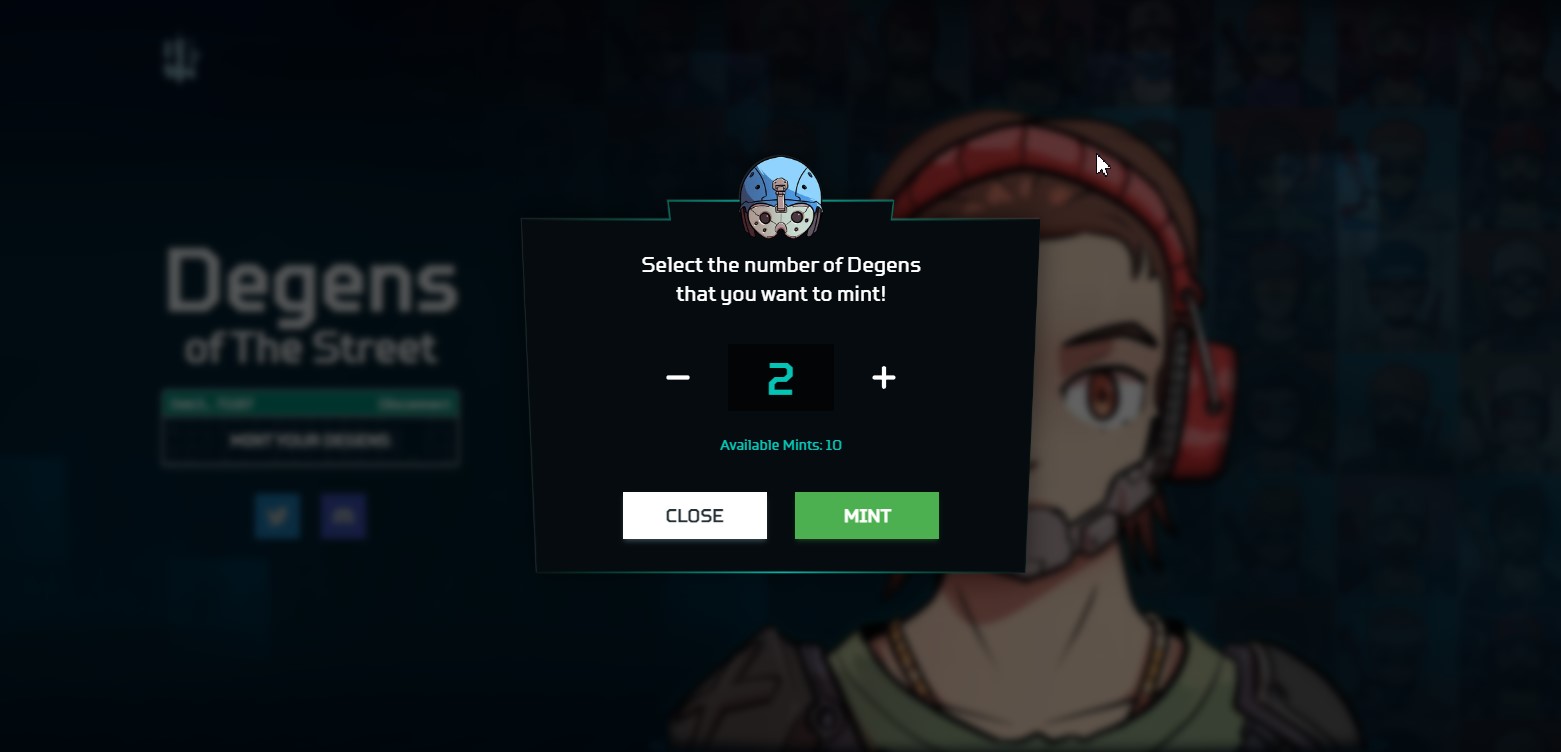 Degens
of The Street
MINT YOUR DEGENS
Select the number of Degens
that you want to mint!
− 2 +
Available Mints: 10
CLOSE
MINT